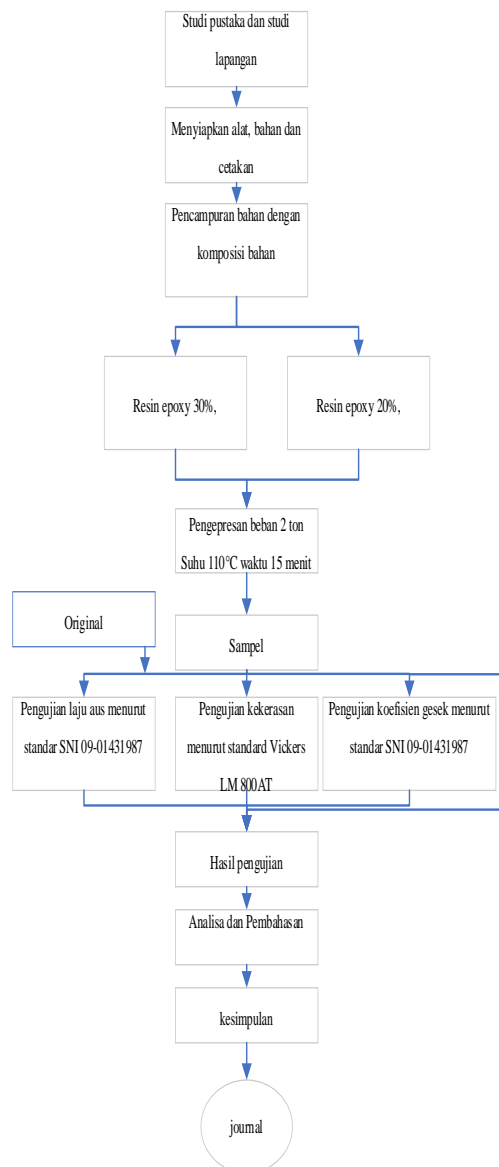 Studi pustaka dan studi
lapangan
Menyiapkan alat, bahan dan
cetakan
Pencampuran bahan dengan
komposisi bahan
Resin epoxy 30%,
Resin epoxy 20%,
Pengepresan beban 2 ton
Suhu 110°C waktu 15 menit
Original
Sampel
Pengujian laju aus menurut
standar SNI 09-01431987
Pengujian kekerasan
menurut standard Vickers
LM 800AT
Pengujian koefisien gesek menurut
standar SNI 09-01431987
Hasil pengujian
Analisa dan Pembahasan
kesimpulan
journal